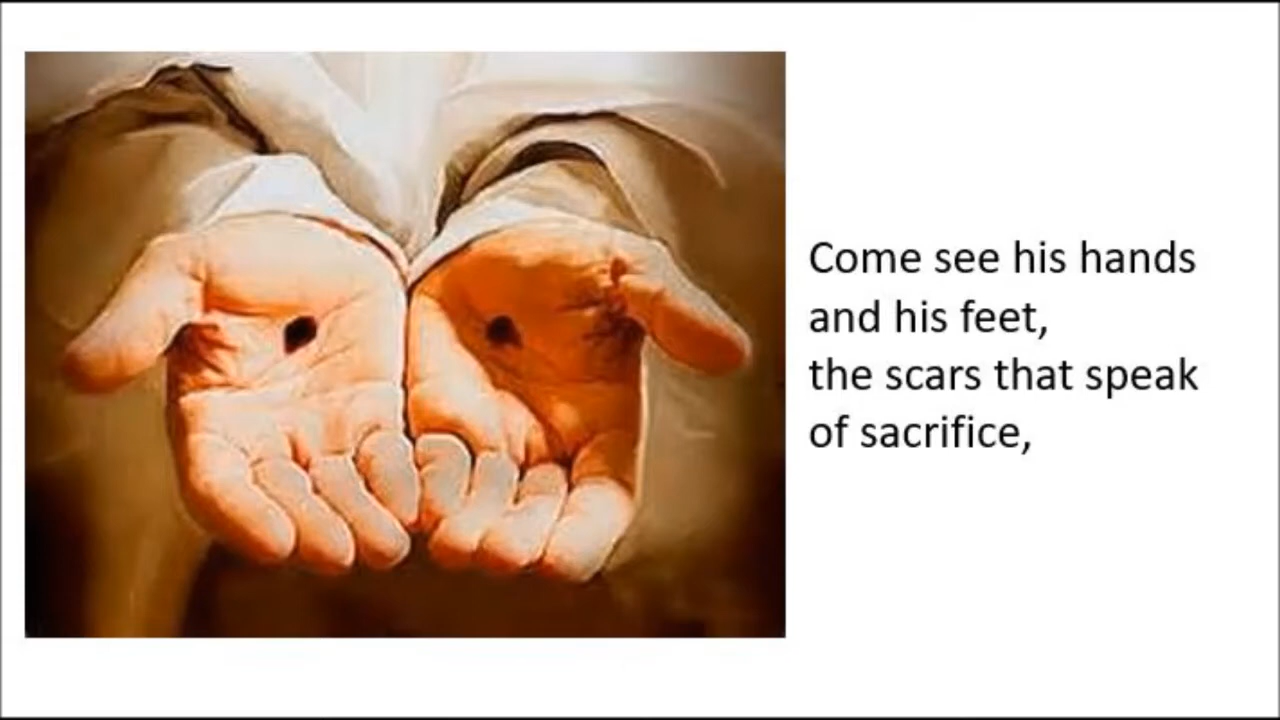 Come see his hands
and his feet,
the scars that speak
of sacrifice,